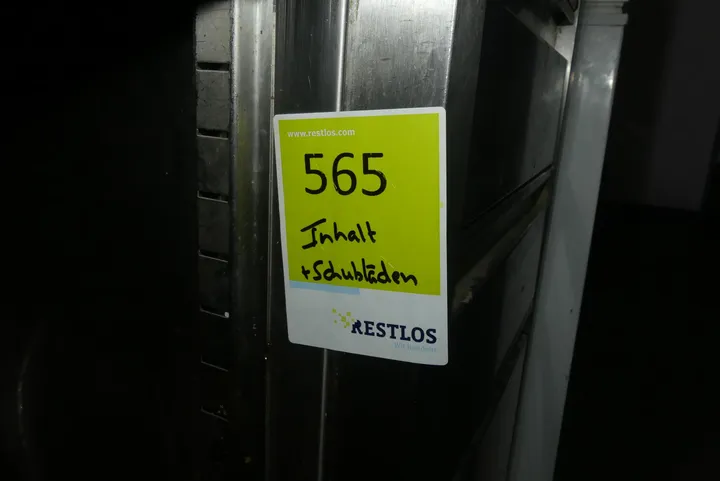 www.restlos.com
565
Inhalt
+ Schubläden
RESTLOS